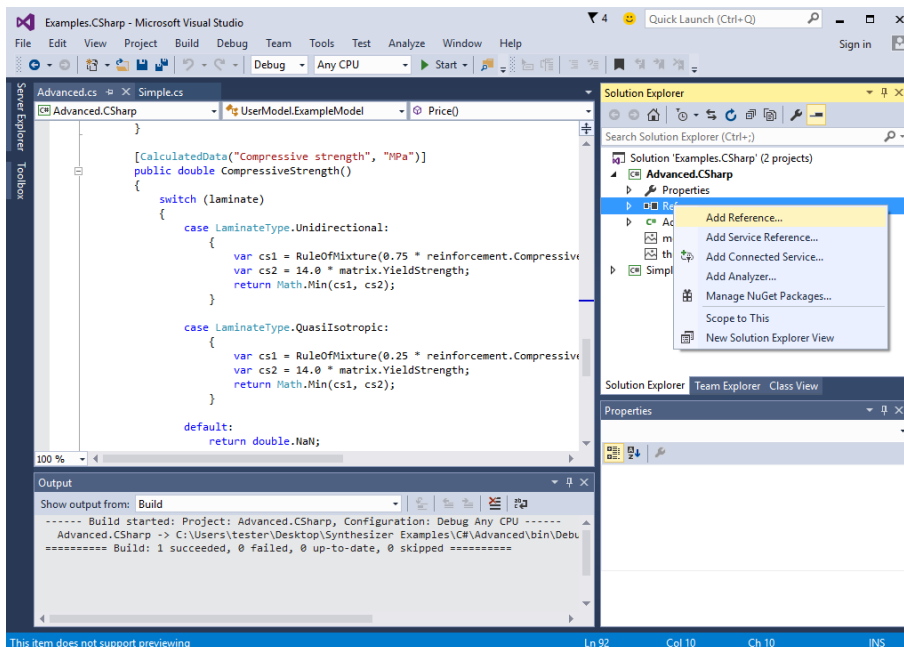 Examples.CSharp - Microsoft Visual Studio
4
Quick Launch (Ctrl+Q)
File Edit View Project Build Debug Team Tools Test Analyze Window Help
Sign in
Debug Any CPU Start
Server Explorer
Toolbox
Advanced.cs Simple.cs
C# Advanced.CSharp UserModel.ExampleModel Price()
}
[CalculatedData("Compressive strength", "MPa")]
public double CompressiveStrength()
{
switch (laminate)
{
case LaminateType.Unidirectional:
{
var cs1 = RuleOfMixture(0.75 * reinforcement.Compressive
var cs2 = 14.0 * matrix.YieldStrength;
return Math.Min(cs1, cs2);
}
case LaminateType.QuasiIsotropic:
{
var cs1 = RuleOfMixture(0.25 * reinforcement.Compressive
var cs2 = 14.0 * matrix.YieldStrength;
return Math.Min(cs1, cs2);
}
default:
return double.NaN;
100 %
Output
Show output from: Build
------ Build started: Project: Advanced.CSharp, Configuration: Debug Any CPU ------
Advanced.CSharp -> C:\Users\tester\Desktop\Synthesizer Examples\C#\Advanced\bin\Debu
========== Build: 1 succeeded, 0 failed, 0 up-to-date, 0 skipped ==========
Solution Explorer
Search Solution Explorer (Ctrl+;)
Solution 'Examples.CSharp' (2 projects)
C# Advanced.CSharp
Properties
Ref
C# Ad
m
th
C# Simpl
Add Reference...
Add Service Reference...
Add Connected Service...
Add Analyzer...
Manage NuGet Packages...
Scope to This
New Solution Explorer View
Solution Explorer Team Explorer Class View
Properties
This item does not support previewing
Ln 92 Col 10 Ch 10 INS